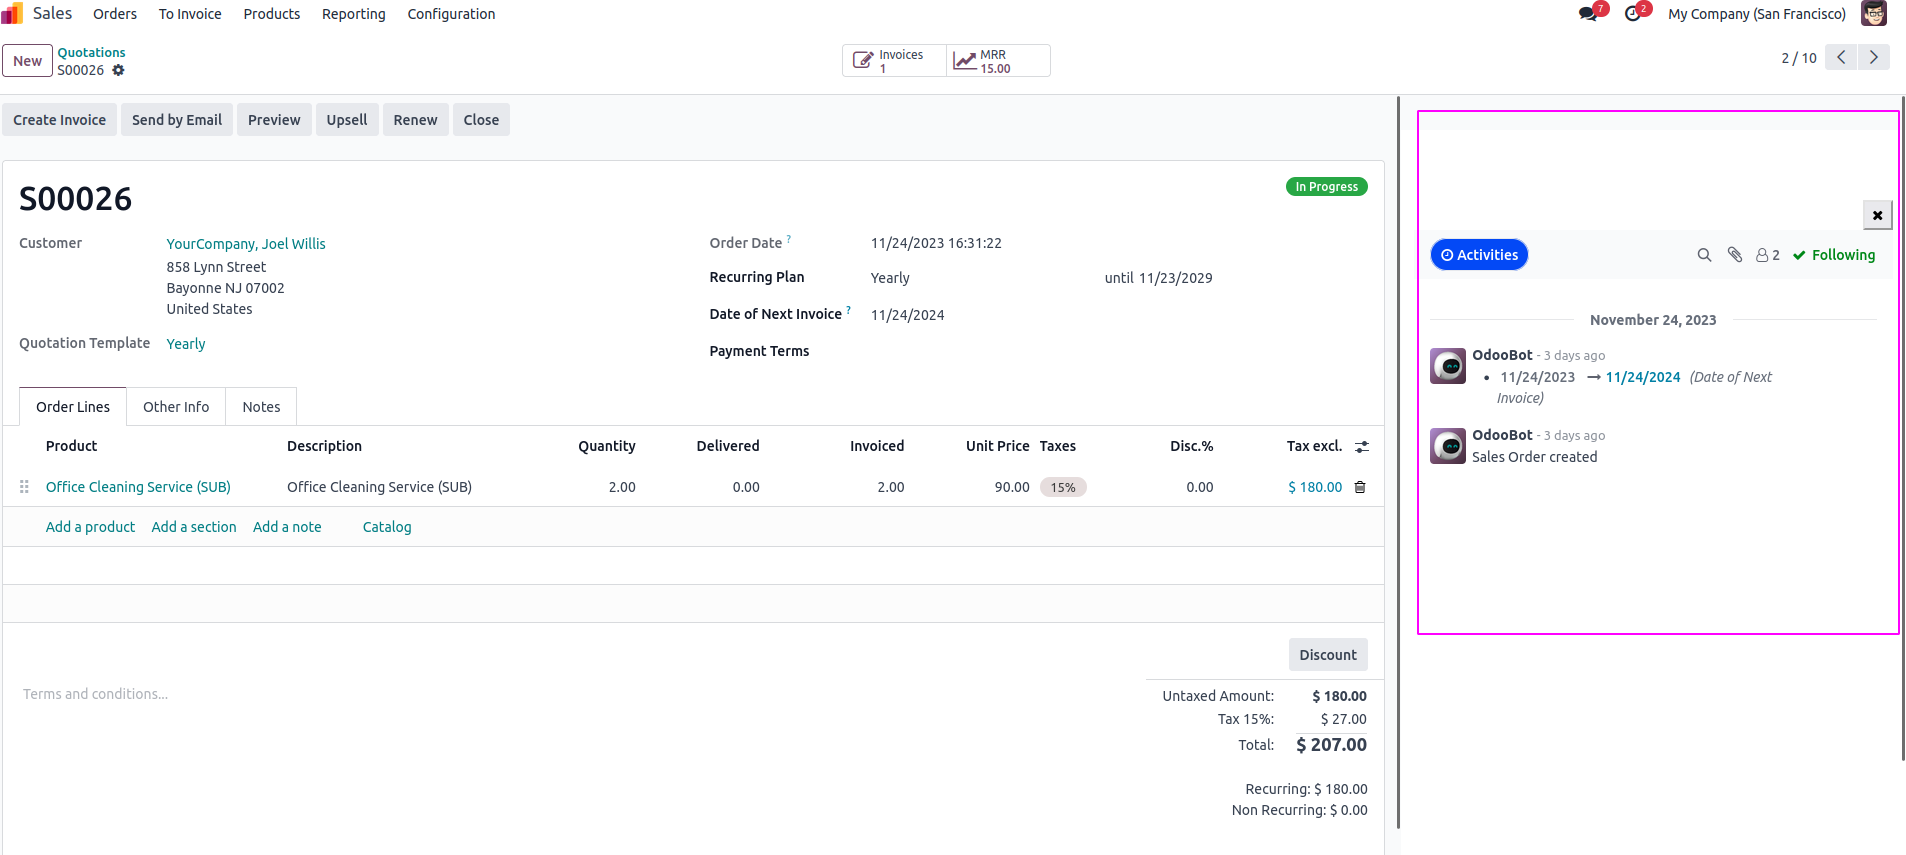 Sales Orders To Invoice Products Reporting Configuration 7 2 My Company (San Francisco)
New Quotations Invoices MRR
S00026 1 15.00 2 / 10
Create Invoice Send by Email Preview Upsell Renew Close
S00026 In Progress
Customer YourCompany, Joel Willis Order Date ? 11/24/2023 16:31:22
858 Lynn Street Recurring Plan Yearly until 11/23/2029
Bayonne NJ 07002
United States Date of Next Invoice ? 11/24/2024
Quotation Template Yearly Payment Terms
Order Lines Other Info Notes
Product Description Quantity Delivered Invoiced Unit Price Taxes Disc.% Tax excl.
Office Cleaning Service (SUB) Office Cleaning Service (SUB) 2.00 0.00 2.00 90.00 15% 0.00 $ 180.00
Add a product Add a section Add a note Catalog
Discount
Terms and conditions...
Untaxed Amount: $ 180.00
Tax 15%: $ 27.00
Total: $ 207.00
Recurring: $ 180.00
Non Recurring: $ 0.00
Activities 2 Following
November 24, 2023
OdooBot - 3 days ago
• 11/24/2023 → 11/24/2024 (Date of Next
Invoice)
OdooBot - 3 days ago
Sales Order created